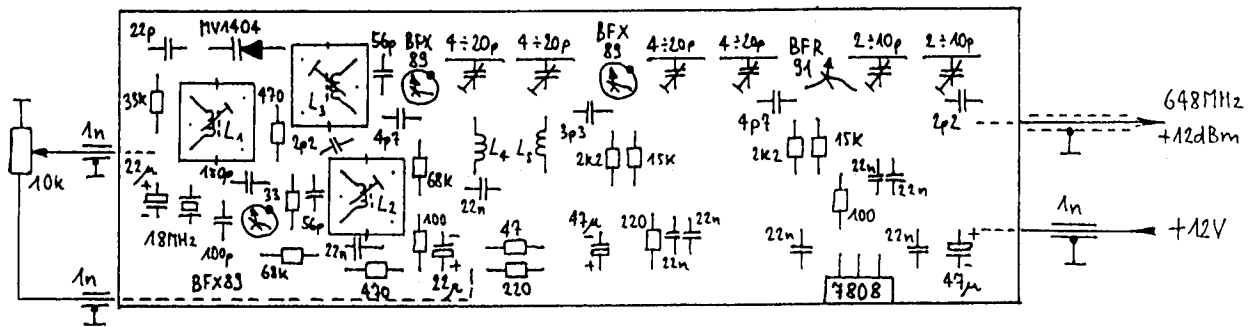 22p
MV1404
56p
BFX
89
4÷20p
4÷20p
BFX
89
4÷20p
4÷20p
BFR
91
2÷10p
2÷10p
33k
470
L3
L1
4p7
3p3
4p7
2p2
648MHz
+12dBm
1n
10k
2p2
L4
L5
2k2
15k
2k2
15k
22µ
+
-
180p
33
56p
L2
68k
22n
22n
22n
100
18MHz
100p
BFX89
68k
22n
470
100
-
+
22µ
47
220
47µ
+
220
22n
22n
22n
7808
22n
+
-
47µ
1n
+12V
1n